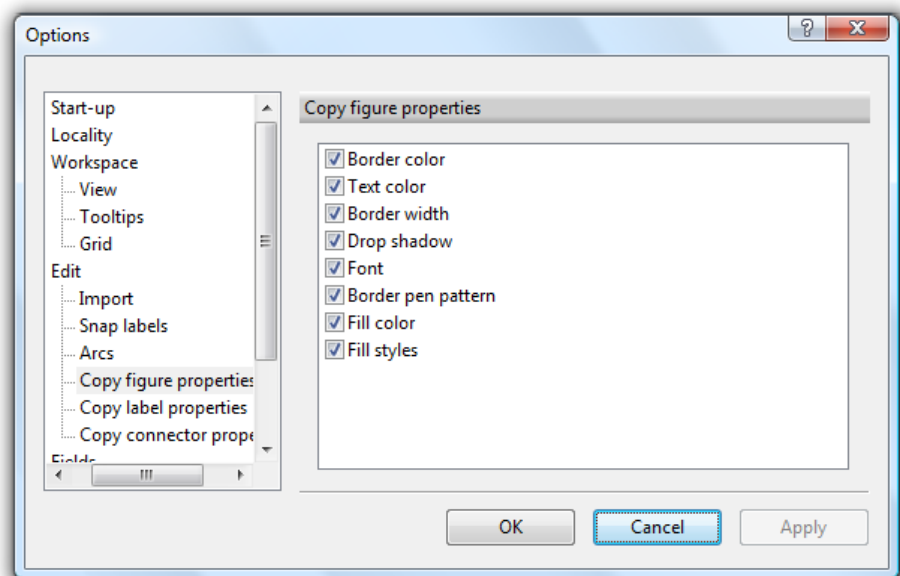 Options
?
Start-up
Locality
Workspace
View
Tooltips
Grid
Edit
Import
Snap labels
Arcs
Copy figure properties
Copy label properties
Copy connector prope
Fields
Copy figure properties
Border color
Text color
Border width
Drop shadow
Font
Border pen pattern
Fill color
Fill styles
OK Cancel Apply